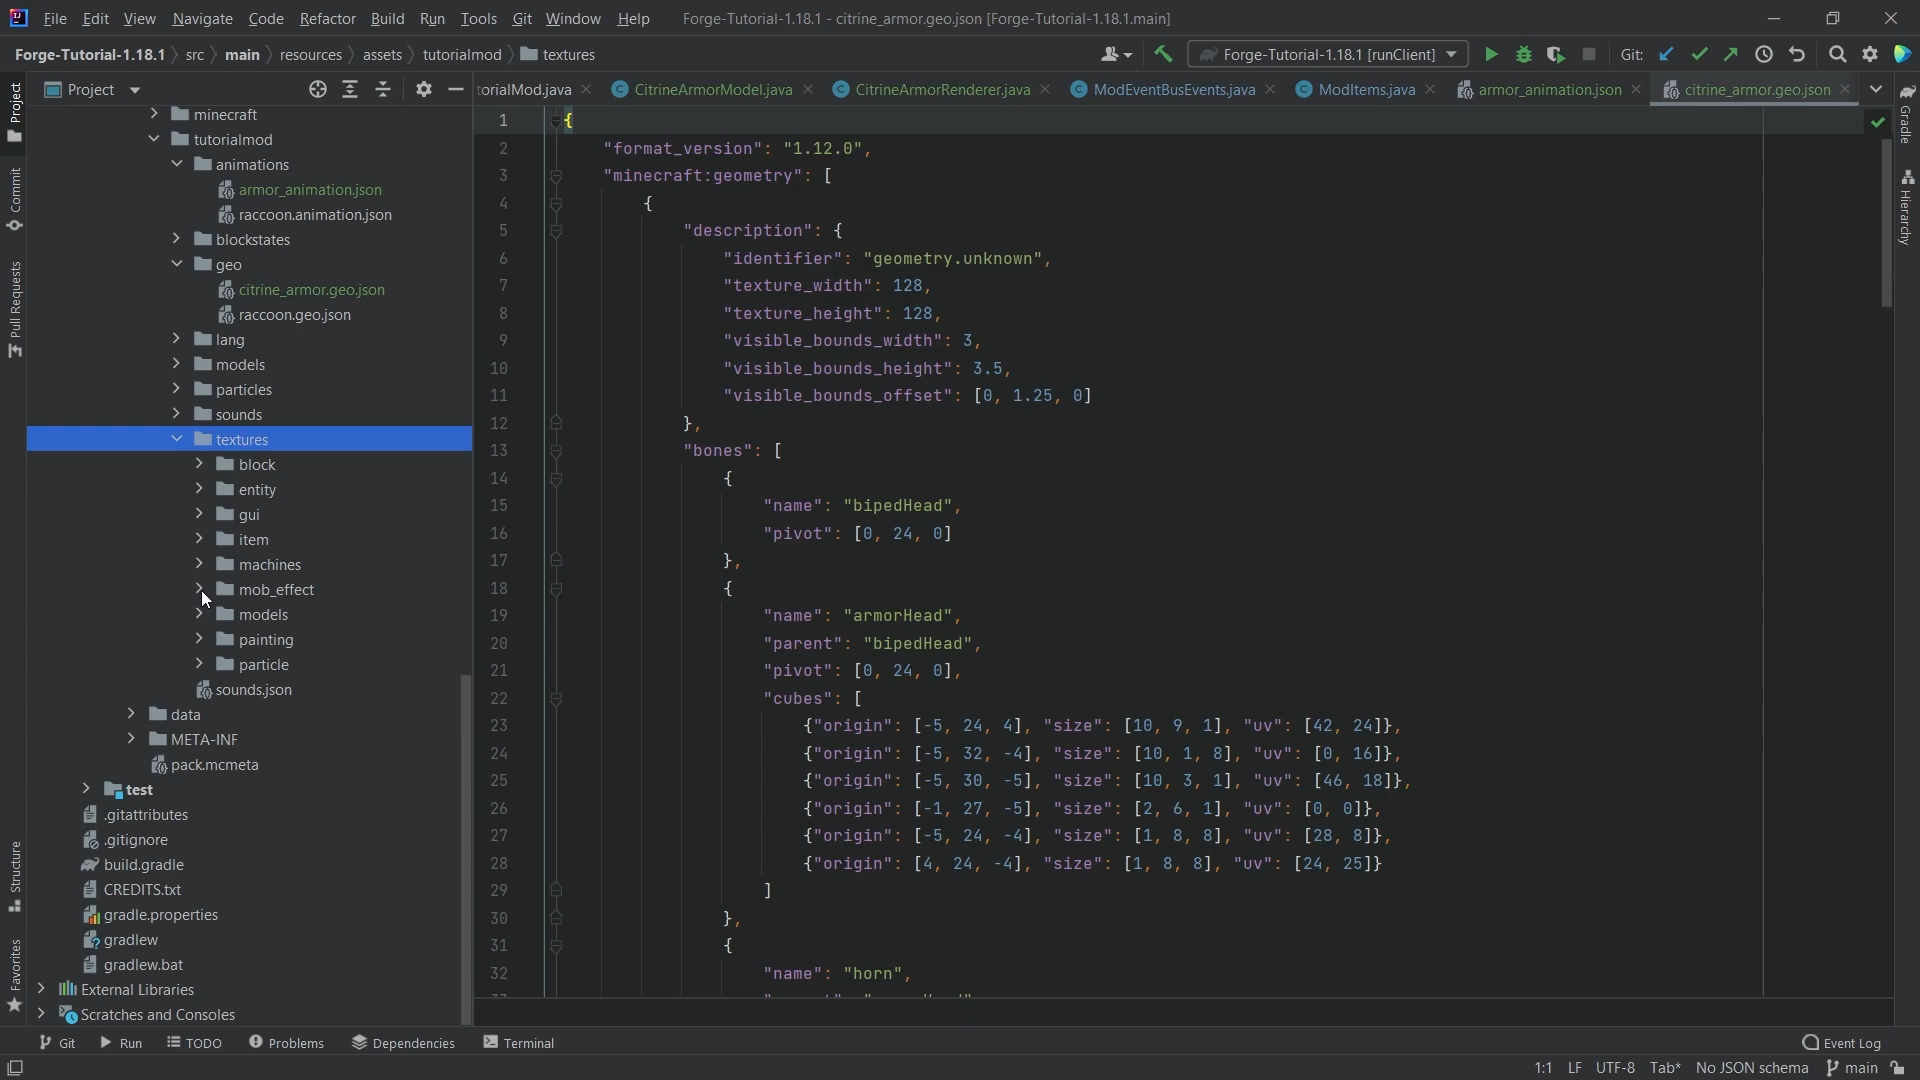 File Edit View Navigate Code Refactor Build Run Tools Git Window Help Forge-Tutorial-1.18.1 - citrine_armor.geo.json [Forge-Tutorial-1.18.1.main]
Forge-Tutorial-1.18.1 src main resources assets tutorialmod textures
Forge-Tutorial-1.18.1 [runClient] Git:
Project
torialMod.java CitrineArmorModel.java CitrineArmorRenderer.java ModEventBusEvents.java ModItems.java armor_animation.json citrine_armor.geo.json
Project
Commit
Pull Requests
Structure
Favorites
minecraft
tutorialmod
animations
armor_animation.json
raccoon.animation.json
blockstates
geo
citrine_armor.geo.json
raccoon.geo.json
lang
models
particles
sounds
textures
block
entity
gui
item
machines
mob_effect
models
painting
particle
sounds.json
data
META-INF
pack.mcmeta
test
.gitattributes
.gitignore
build.gradle
CREDITS.txt
gradle.properties
gradlew
gradlew.bat
External Libraries
Scratches and Consoles
1 {
2 "format_version": "1.12.0",
3 "minecraft:geometry": [
4 {
5 "description": {
6 "identifier": "geometry.unknown",
7 "texture_width": 128,
8 "texture_height": 128,
9 "visible_bounds_width": 3,
10 "visible_bounds_height": 3.5,
11 "visible_bounds_offset": [0, 1.25, 0]
12 },
13 "bones": [
14 {
15 "name": "bipedHead",
16 "pivot": [0, 24, 0]
17 },
18 {
19 "name": "armorHead",
20 "parent": "bipedHead",
21 "pivot": [0, 24, 0],
22 "cubes": [
23 {"origin": [-5, 24, 4], "size": [10, 9, 1], "uv": [42, 24]},
24 {"origin": [-5, 32, -4], "size": [10, 1, 8], "uv": [0, 16]},
25 {"origin": [-5, 30, -5], "size": [10, 3, 1], "uv": [46, 18]},
26 {"origin": [-1, 27, -5], "size": [2, 6, 1], "uv": [0, 0]},
27 {"origin": [-5, 24, -4], "size": [1, 8, 8], "uv": [28, 8]},
28 {"origin": [4, 24, -4], "size": [1, 8, 8], "uv": [24, 25]}
29 ]
30 },
31 {
32 "name": "horn",
Gradle
Hierarchy
Git Run TODO Problems Dependencies Terminal Event Log
1:1 LF UTF-8 Tab* No JSON schema main